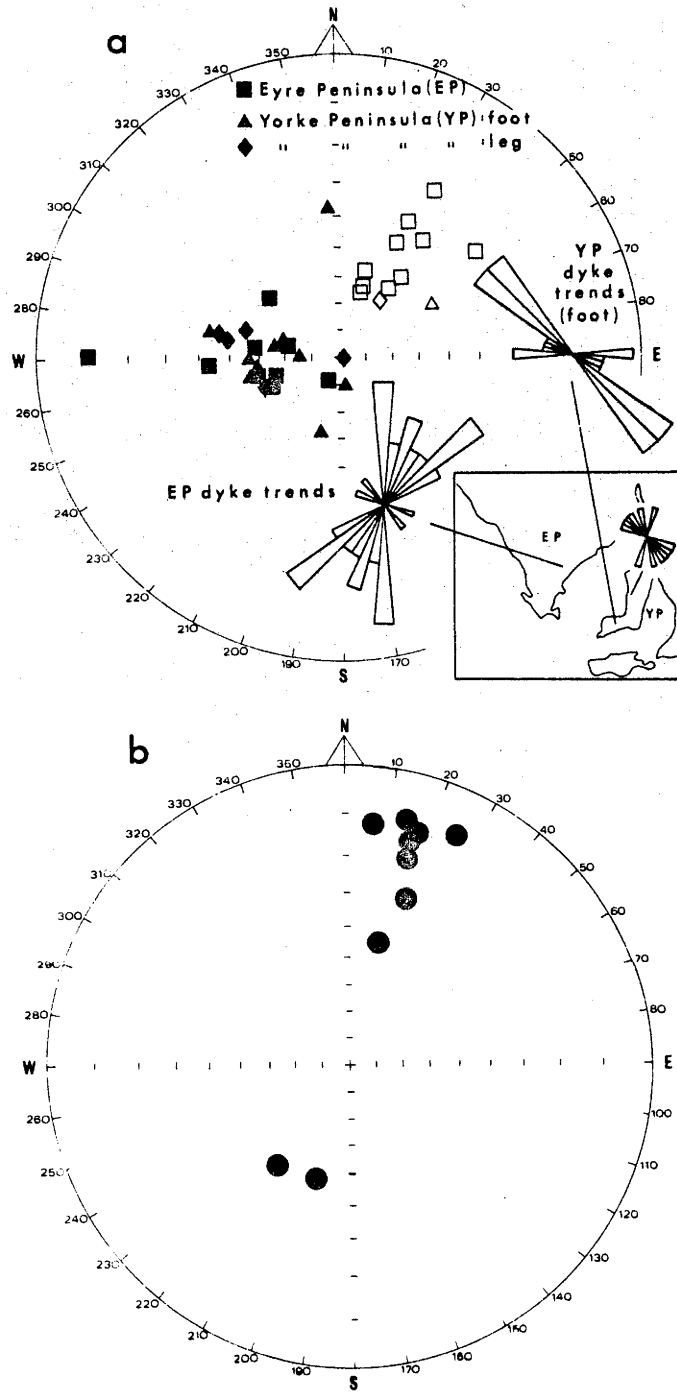 a
N
350
10
340
20
330
30
320
310
50
300
60
290
70
280
80
W
E
260
250
240
230
220
210
200
190
S
170
Eyre Peninsula (EP)
Yorke Peninsula (YP) : foot
" " " " : leg
YP
dyke
trends
(foot)
EP dyke trends
EP
YP
b
N
350
10
340
20
330
30
320
40
310
50
300
60
290
70
280
80
W
E
260
100
250
110
240
120
230
130
220
140
210
150
200
160
190
170
S